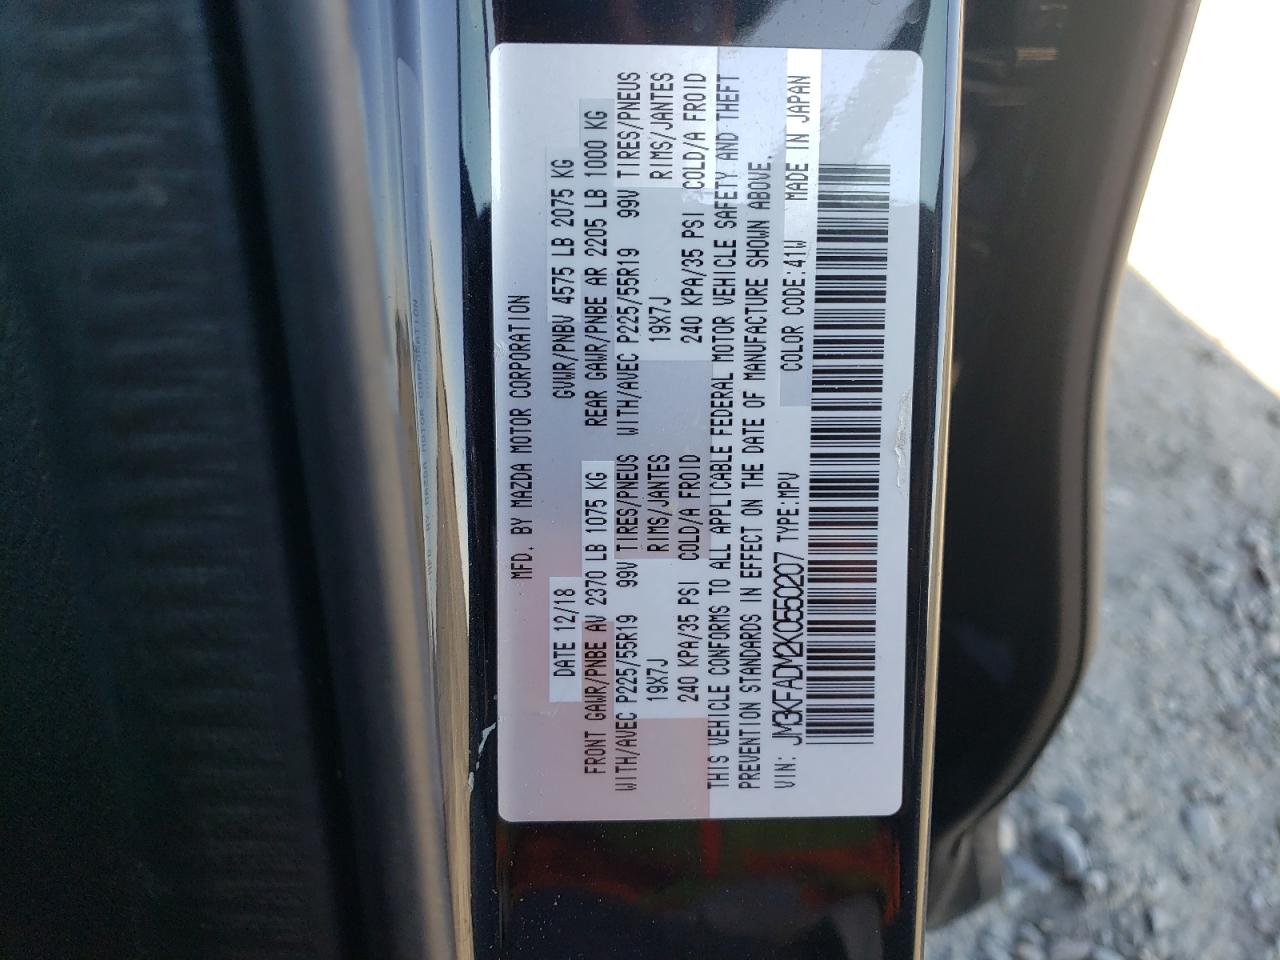 MFD. BY MAZDA MOTOR CORPORATION
DATE 12/18 GVWR/PNBV 4575 LB 2075 KG
FRONT GAWR/PNBE AV 2370 LB 1075 KG REAR GAWR/PNBE AR 2205 LB 1000 KG
WITH/AVEC P225/55R19 99V TIRES/PNEUS WITH/AVEC P225/55R19 99V TIRES/PNEUS
19X7J RIMS/JANTES 19X7J RIMS/JANTES
240 KPA/35 PSI COLD/A FROID 240 KPA/35 PSI COLD/A FROID
THIS VEHICLE CONFORMS TO ALL APPLICABLE FEDERAL MOTOR VEHICLE SAFETY AND THEFT
PREVENTION STANDARDS IN EFFECT ON THE DATE OF MANUFACTURE SHOWN ABOVE.
VIN: JM3KFADM2K0550207 TYPE:MPV COLOR CODE:41W MADE IN JAPAN